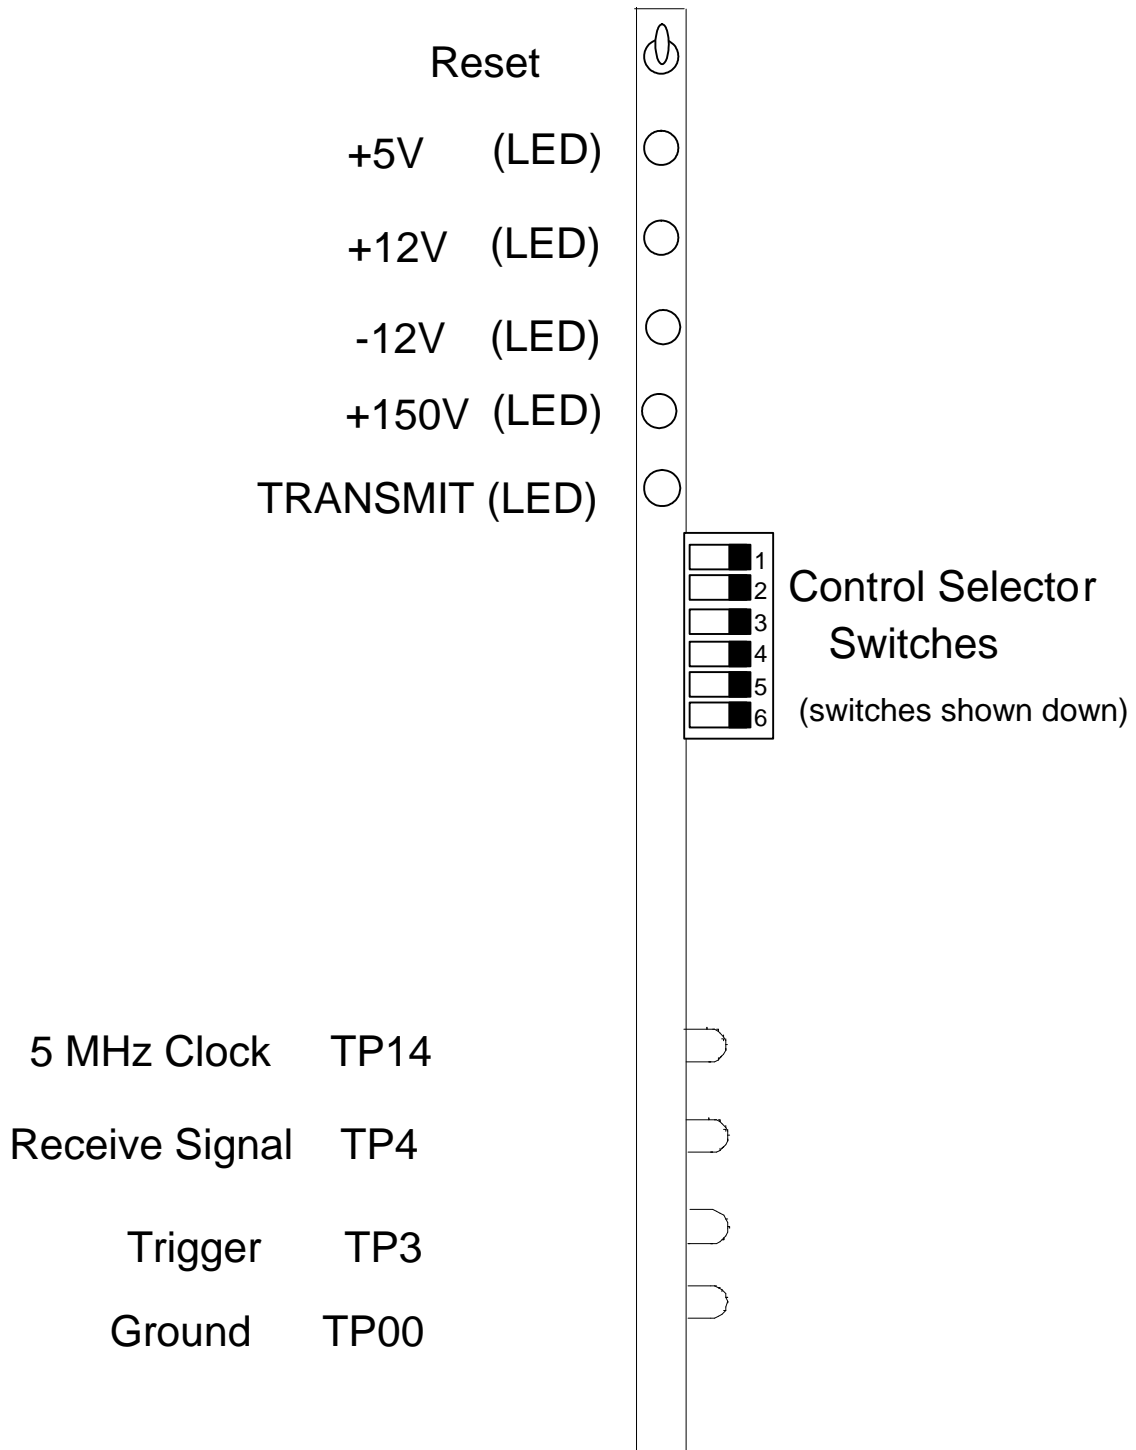 Reset
+5V (LED)
+12V (LED)
-12V (LED)
+150V (LED)
TRANSMIT (LED)
1
2
3
4
5
6
Control Selector
Switches
(switches shown down)
5 MHz Clock TP14
Receive Signal TP4
Trigger TP3
Ground TP00